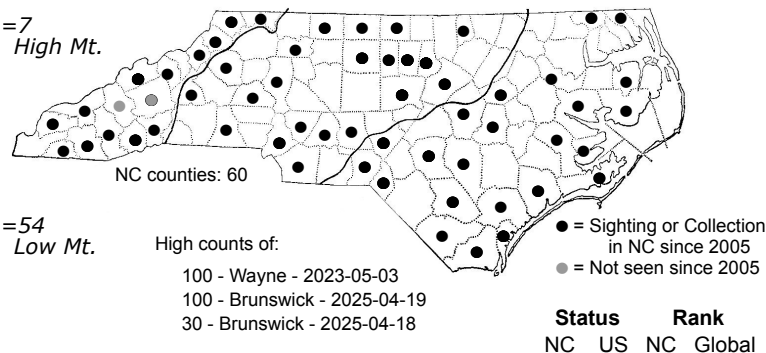 =7
High Mt.
NC counties: 60
=54
Low Mt.
High counts of:
100 - Wayne - 2023-05-03
100 - Brunswick - 2025-04-19
30 - Brunswick - 2025-04-18
= Sighting or Collection
in NC since 2005
= Not seen since 2005
Status Rank
NC US NC Global